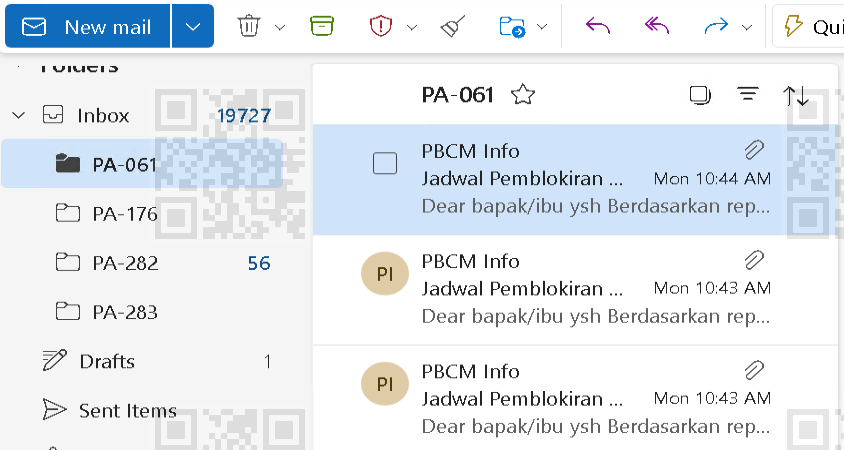 New mail
Qui
Folders
Inbox 19727
PA-061
PA-176
PA-282 56
PA-283
Drafts 1
Sent Items
PA-061
PBCM Info
Jadwal Pemblokiran ... Mon 10:44 AM
Dear bapak/ibu ysh Berdasarkan rep...
PI
PBCM Info
Jadwal Pemblokiran ... Mon 10:43 AM
Dear bapak/ibu ysh Berdasarkan rep...
PI
PBCM Info
Jadwal Pemblokiran ... Mon 10:43 AM
Dear bapak/ibu ysh Berdasarkan rep...